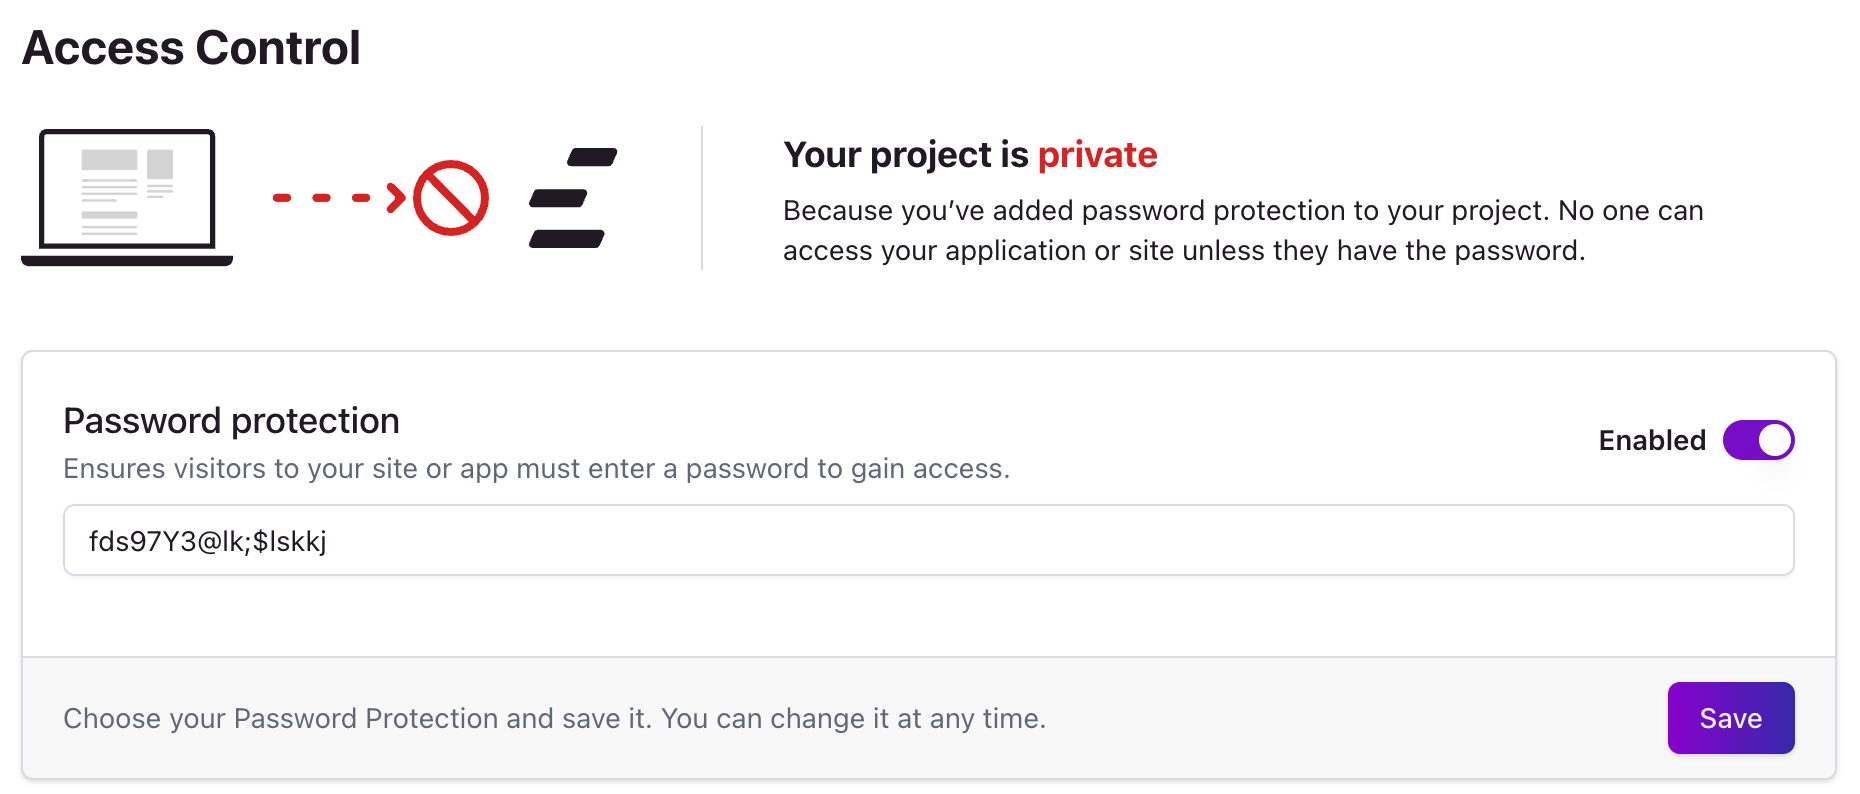 Access Control
Your project is private
Because you’ve added password protection to your project. No one can
access your application or site unless they have the password.
Password protection
Ensures visitors to your site or app must enter a password to gain access.
Enabled
fds97Y3@lk;$lskkj
Choose your Password Protection and save it. You can change it at any time.
Save